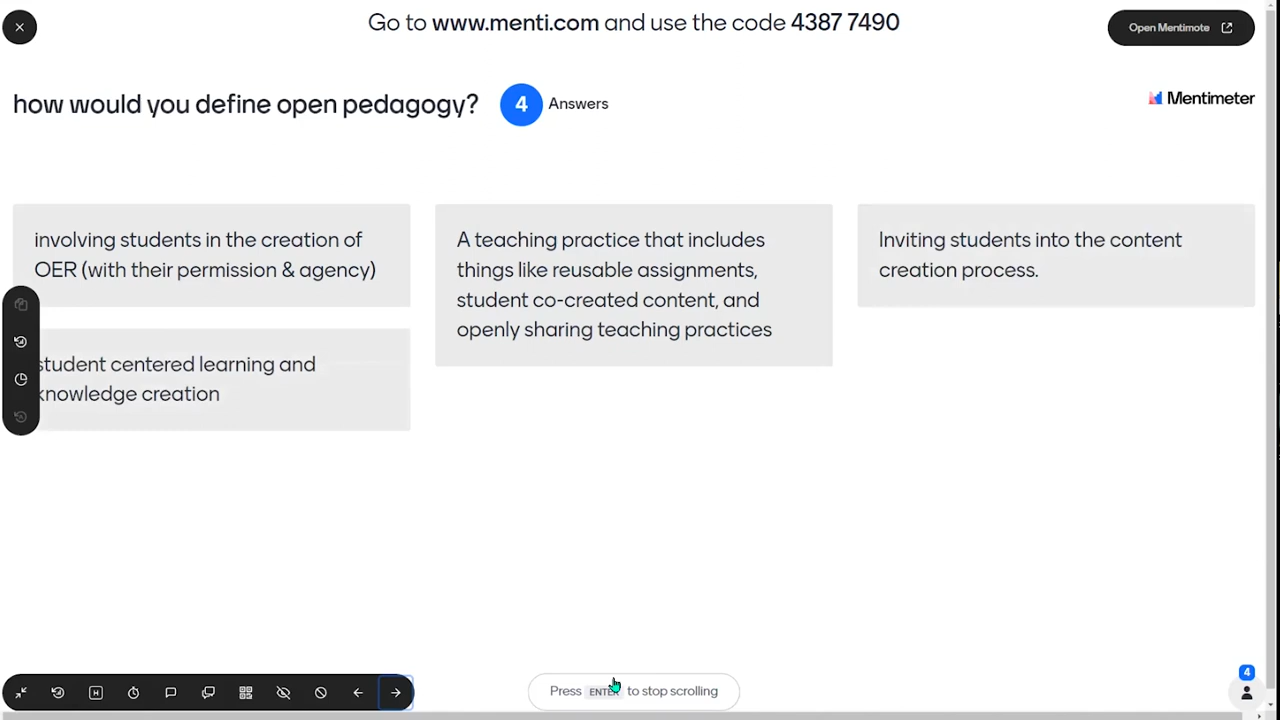 Go to www.menti.com and use the code 4387 7490
Open Mentimote
how would you define open pedagogy?
4
Answers
Mentimeter
involving students in the creation of
OER (with their permission & agency)
A teaching practice that includes
things like reusable assignments,
student co-created content, and
openly sharing teaching practices
Inviting students into the content
creation process.
student centered learning and
knowledge creation
H
Press ENTER to stop scrolling
4